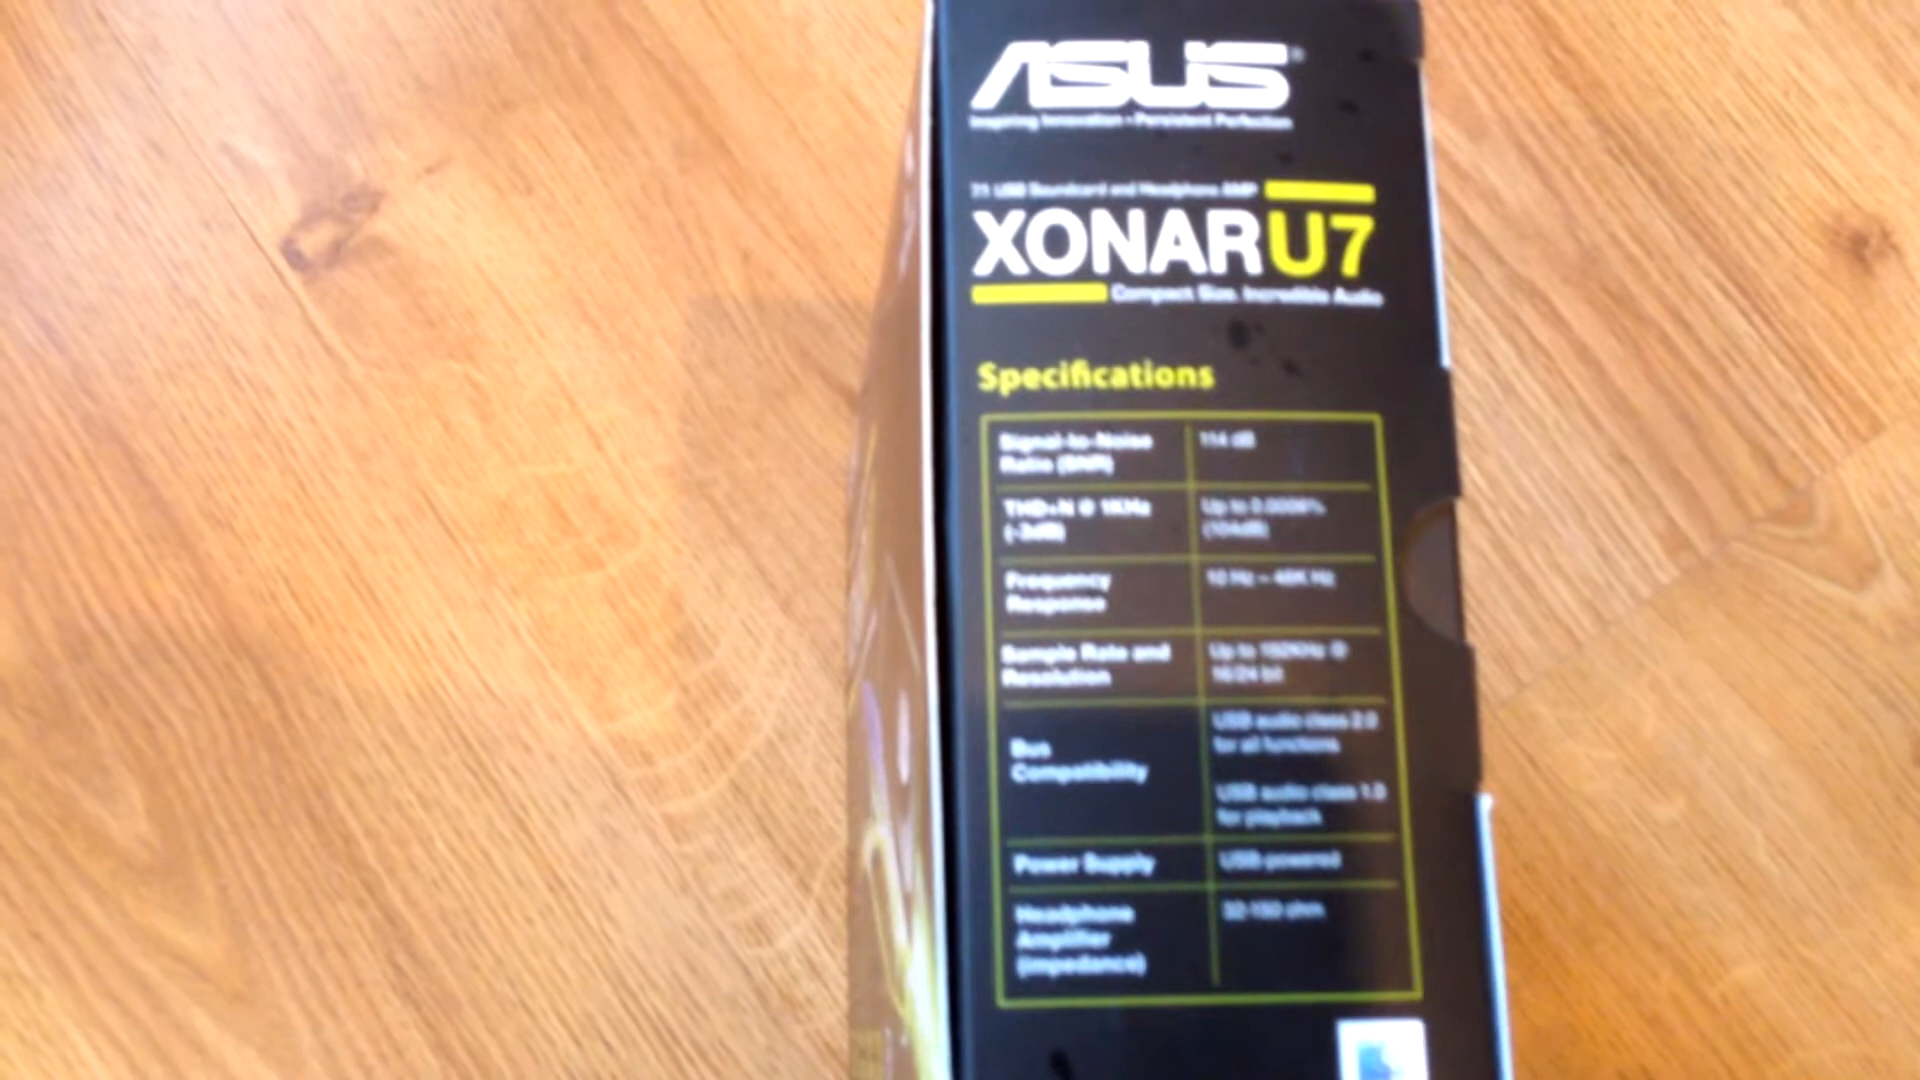 ASUS
Inspiring Innovation • Persistent Perfection
7.1 USB Soundcard and Headphone AMP
XONAR U7
Compact Size. Incredible Audio
Specifications
Signal-to-Noise
Ratio (SNR)
114 dB
THD+N @ 1KHz
(-3dB)
Up to
(104dB)
Frequency
Response
10 Hz ~ 48K Hz
Sample Rate and
Resolution
Up to 192KHz @
16/24 bit
Bus
Compatibility
USB audio class 2.0
for all functions
USB audio class 1.0
for playback
Power Supply
USB-powered
Headphone
Amplifier
(impedance)
32-150 ohm